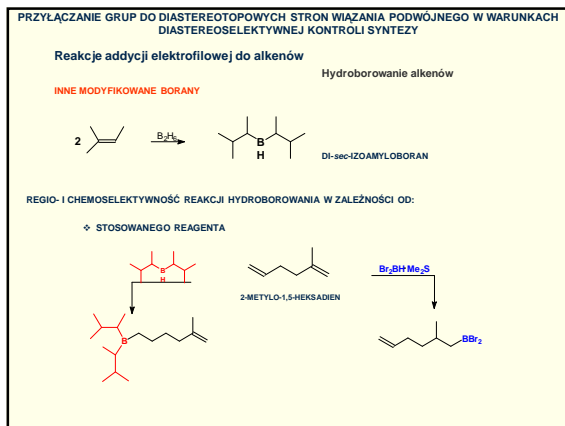 PRZYŁĄCZANIE GRUP DO DIASTEREOTOPOWYCH STRON WIĄZANIA PODWÓJNEGO W WARUNKACH
DIASTEREOSELEKTYWNEJ KONTROLI SYNTEZY
Reakcje addycji elektrofilowej do alkenów
Hydroborowanie alkenów
INNE MODYFIKOWANE BORANY
2
B2H6
B
H
DI-sec-IZOAMYLOBORAN
REGIO- I CHEMOSELEKTYWNOŚĆ REAKCJI HYDROBOROWANIA W ZALEŻNOŚCI OD:
❖ STOSOWANEGO REAGENTA
B
H
Br2BH•Me2S
2-METYLO-1,5-HEKSADIEN
B
BBr2